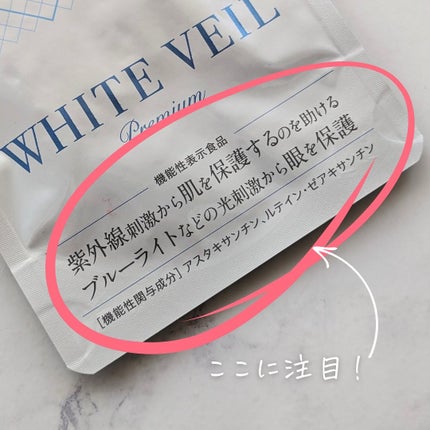 WHITE VEIL
Premium
機能性表示食品
紫外線刺激から肌を保護するのを助ける
ブルーライトなどの光刺激から眼を保護
［機能性関与成分］アスタキサンチン、ルテイン・ゼアキサンチン
ここに注目！